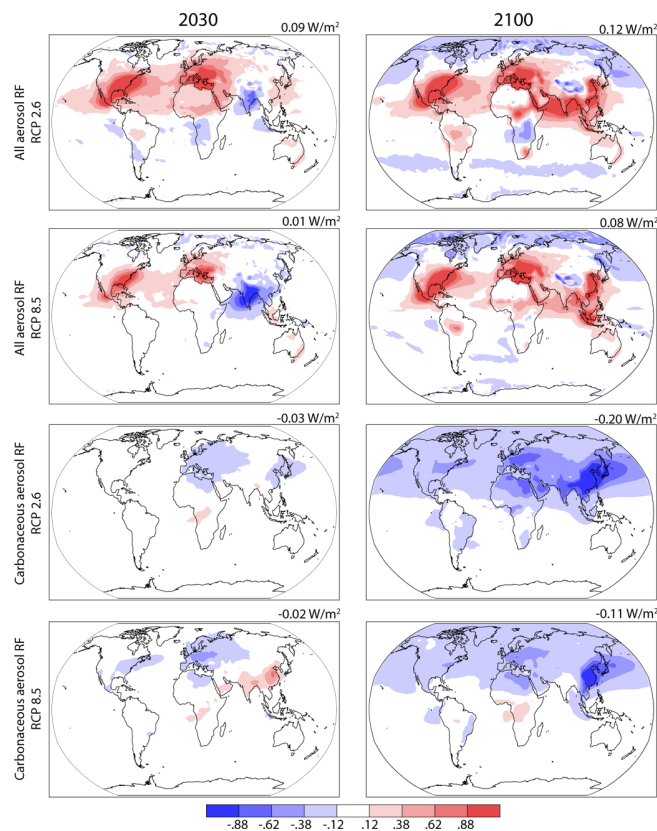 2030
2100
0.09 W/m²
0.12 W/m²
All aerosol RF
RCP 2.6
0.01 W/m²
0.08 W/m²
All aerosol RF
RCP 8.5
-0.03 W/m²
-0.20 W/m²
Carbonaceous aerosol RF
RCP 2.6
-0.02 W/m²
-0.11 W/m²
Carbonaceous aerosol RF
RCP 8.5
-.88 -.62 -.38 -.12 .12 .38 .62 .88